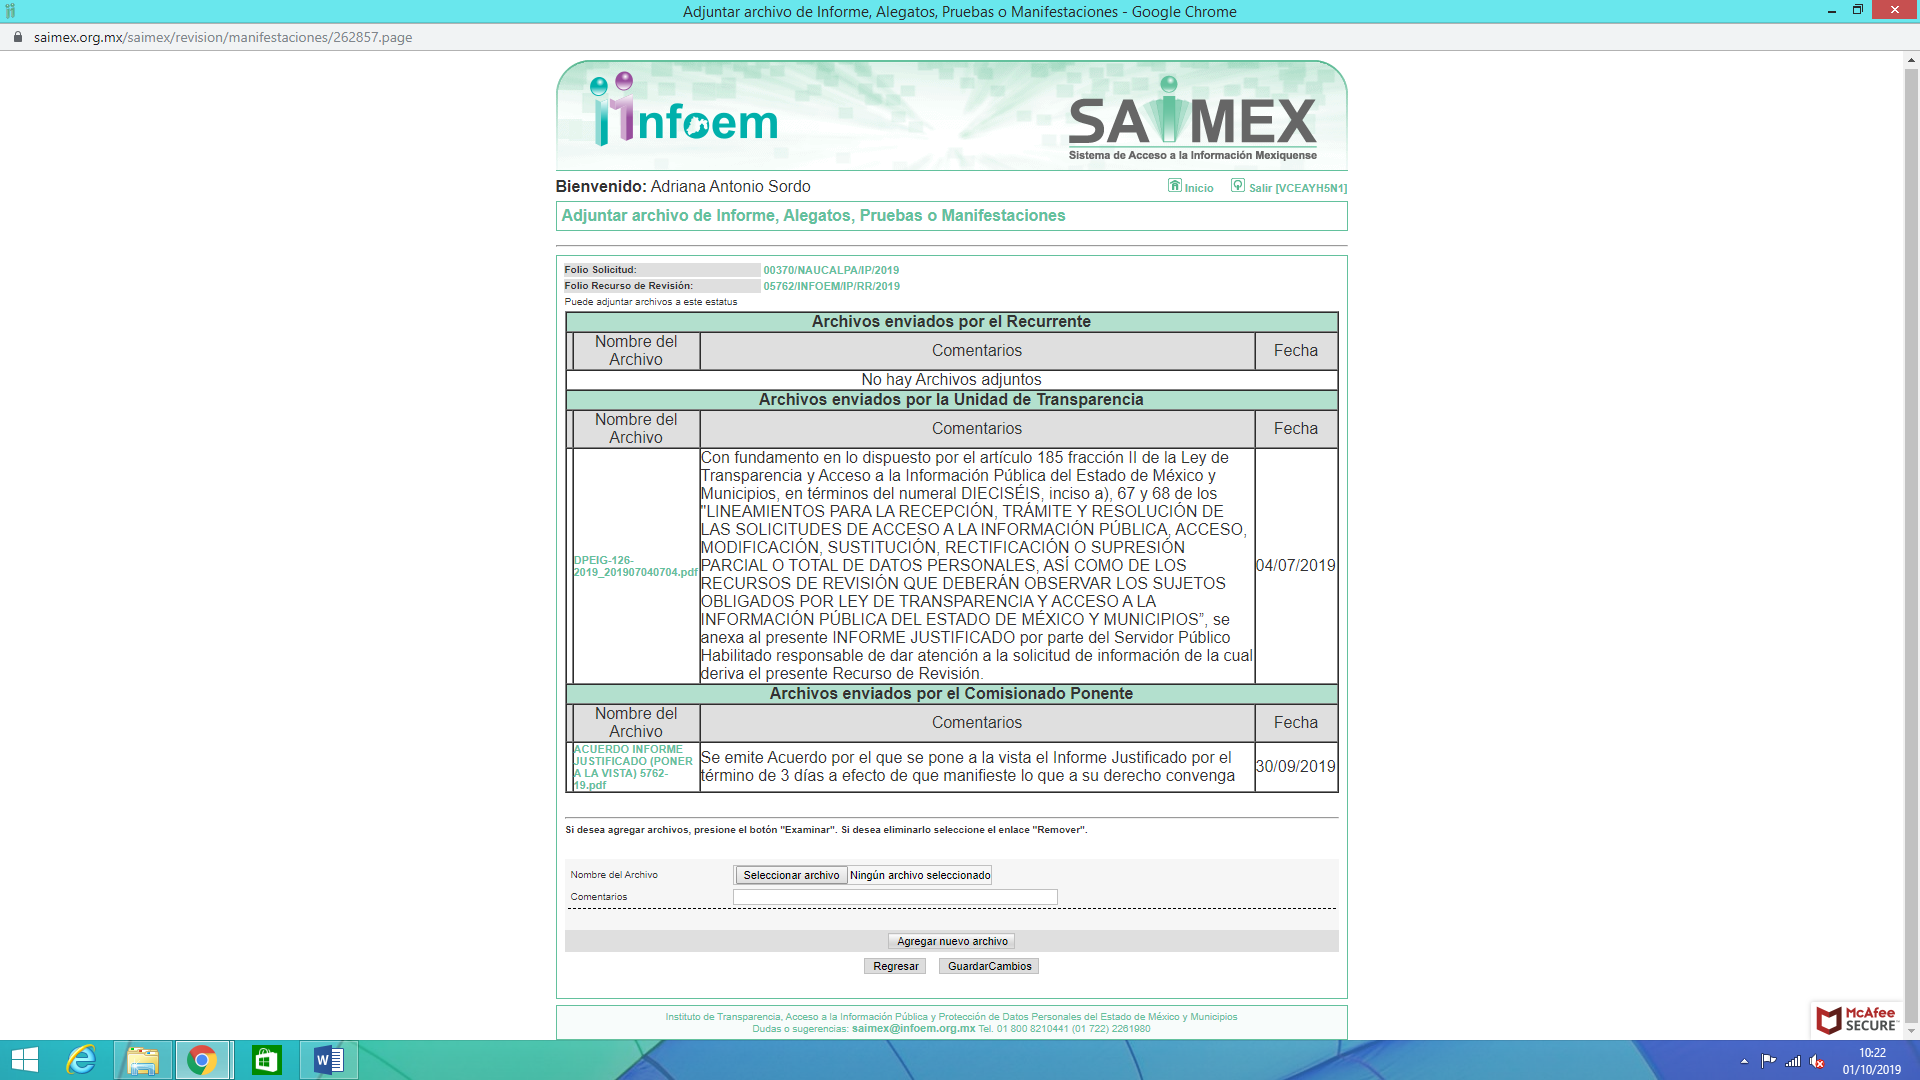 Adjuntar archivo de Informe, Alegatos, Pruebas o Manifestaciones - Google Chrome
saimex.org.mx/saimex/revision/manifestaciones/262857.page
infoem
SAIMEX
Sistema de Acceso a la Información Mexiquense
Bienvenido: Adriana Antonio Sordo
Inicio
Salir [VCEAYH5N1]
Adjuntar archivo de Informe, Alegatos, Pruebas o Manifestaciones
Folio Solicitud: 00370/NAUCALPA/IP/2019
Folio Recurso de Revisión: 05762/INFOEM/IP/RR/2019
Puede adjuntar archivos a este estatus
Archivos enviados por el Recurrente
Nombre del
Archivo
Comentarios
Fecha
No hay Archivos adjuntos
Archivos enviados por la Unidad de Transparencia
Nombre del
Archivo
Comentarios
Fecha
DPEIG-126-
2019_201907040704.pdf
Con fundamento en lo dispuesto por el artículo 185 fracción II de la Ley de
Transparencia y Acceso a la Información Pública del Estado de México y
Municipios, en términos del numeral DIECISÉIS, inciso a), 67 y 68 de los
"LINEAMIENTOS PARA LA RECEPCIÓN, TRÁMITE Y RESOLUCIÓN DE
LAS SOLICITUDES DE ACCESO A LA INFORMACIÓN PÚBLICA, ACCESO,
MODIFICACIÓN, SUSTITUCIÓN, RECTIFICACIÓN O SUPRESIÓN
PARCIAL O TOTAL DE DATOS PERSONALES, ASÍ COMO DE LOS
RECURSOS DE REVISIÓN QUE DEBERÁN OBSERVAR LOS SUJETOS
OBLIGADOS POR LEY DE TRANSPARENCIA Y ACCESO A LA
INFORMACIÓN PÚBLICA DEL ESTADO DE MÉXICO Y MUNICIPIOS”, se
anexa al presente INFORME JUSTIFICADO por parte del Servidor Público
Habilitado responsable de dar atención a la solicitud de información de la cual
deriva el presente Recurso de Revisión.
04/07/2019
Archivos enviados por el Comisionado Ponente
Nombre del
Archivo
Comentarios
Fecha
ACUERDO INFORME
JUSTIFICADO (PONER
A LA VISTA) 5762-
19.pdf
Se emite Acuerdo por el que se pone a la vista el Informe Justificado por el
término de 3 días a efecto de que manifieste lo que a su derecho convenga
30/09/2019
Si desea agregar archivos, presione el botón "Examinar". Si desea eliminarlo seleccione el enlace "Remover".
Nombre del Archivo
Seleccionar archivo Ningún archivo seleccionado
Comentarios
Agregar nuevo archivo
Regresar
GuardarCambios
Instituto de Transparencia, Acceso a la Información Pública y Protección de Datos Personales del Estado de México y Municipios
Dudas o sugerencias: saimex@infoem.org.mx Tel. 01 800 8210441 (01 722) 2261980
McAfee
SECURE
10:22
01/10/2019